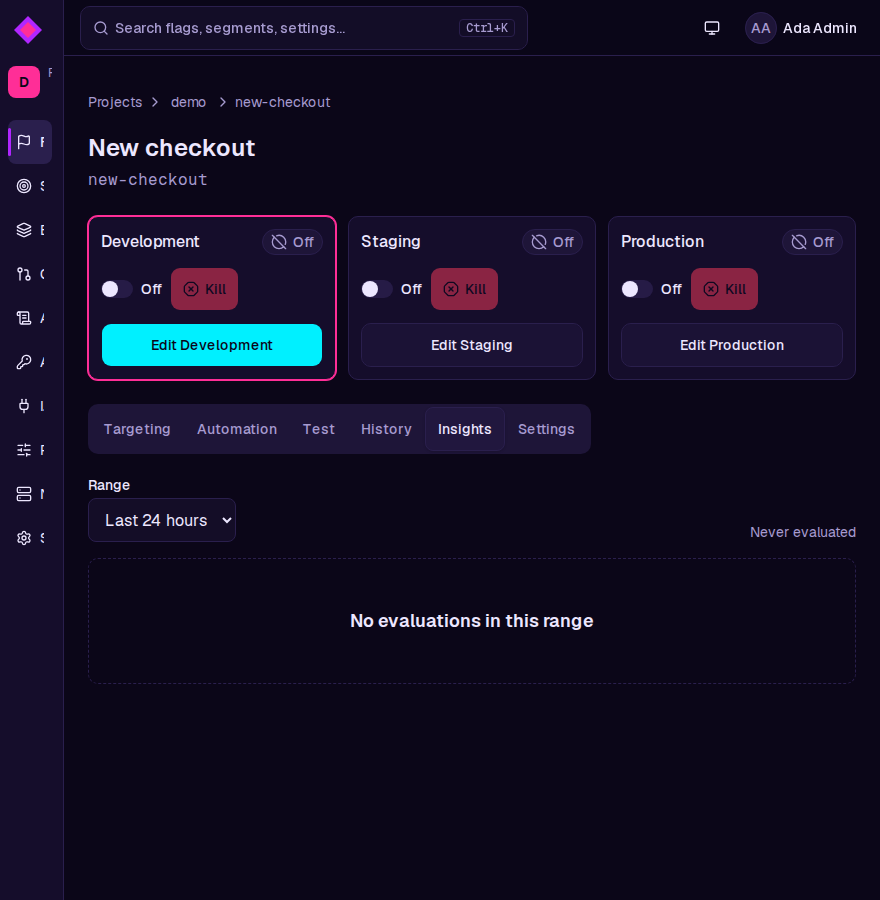 Search flags, segments, settings... Ctrl+K
AA Ada Admin
D
Projects > demo > new-checkout
New checkout
new-checkout
Development Off
Off Kill
Edit Development
Staging Off
Off Kill
Edit Staging
Production Off
Off Kill
Edit Production
Targeting Automation Test History Insights Settings
Range
Last 24 hours
Never evaluated
No evaluations in this range